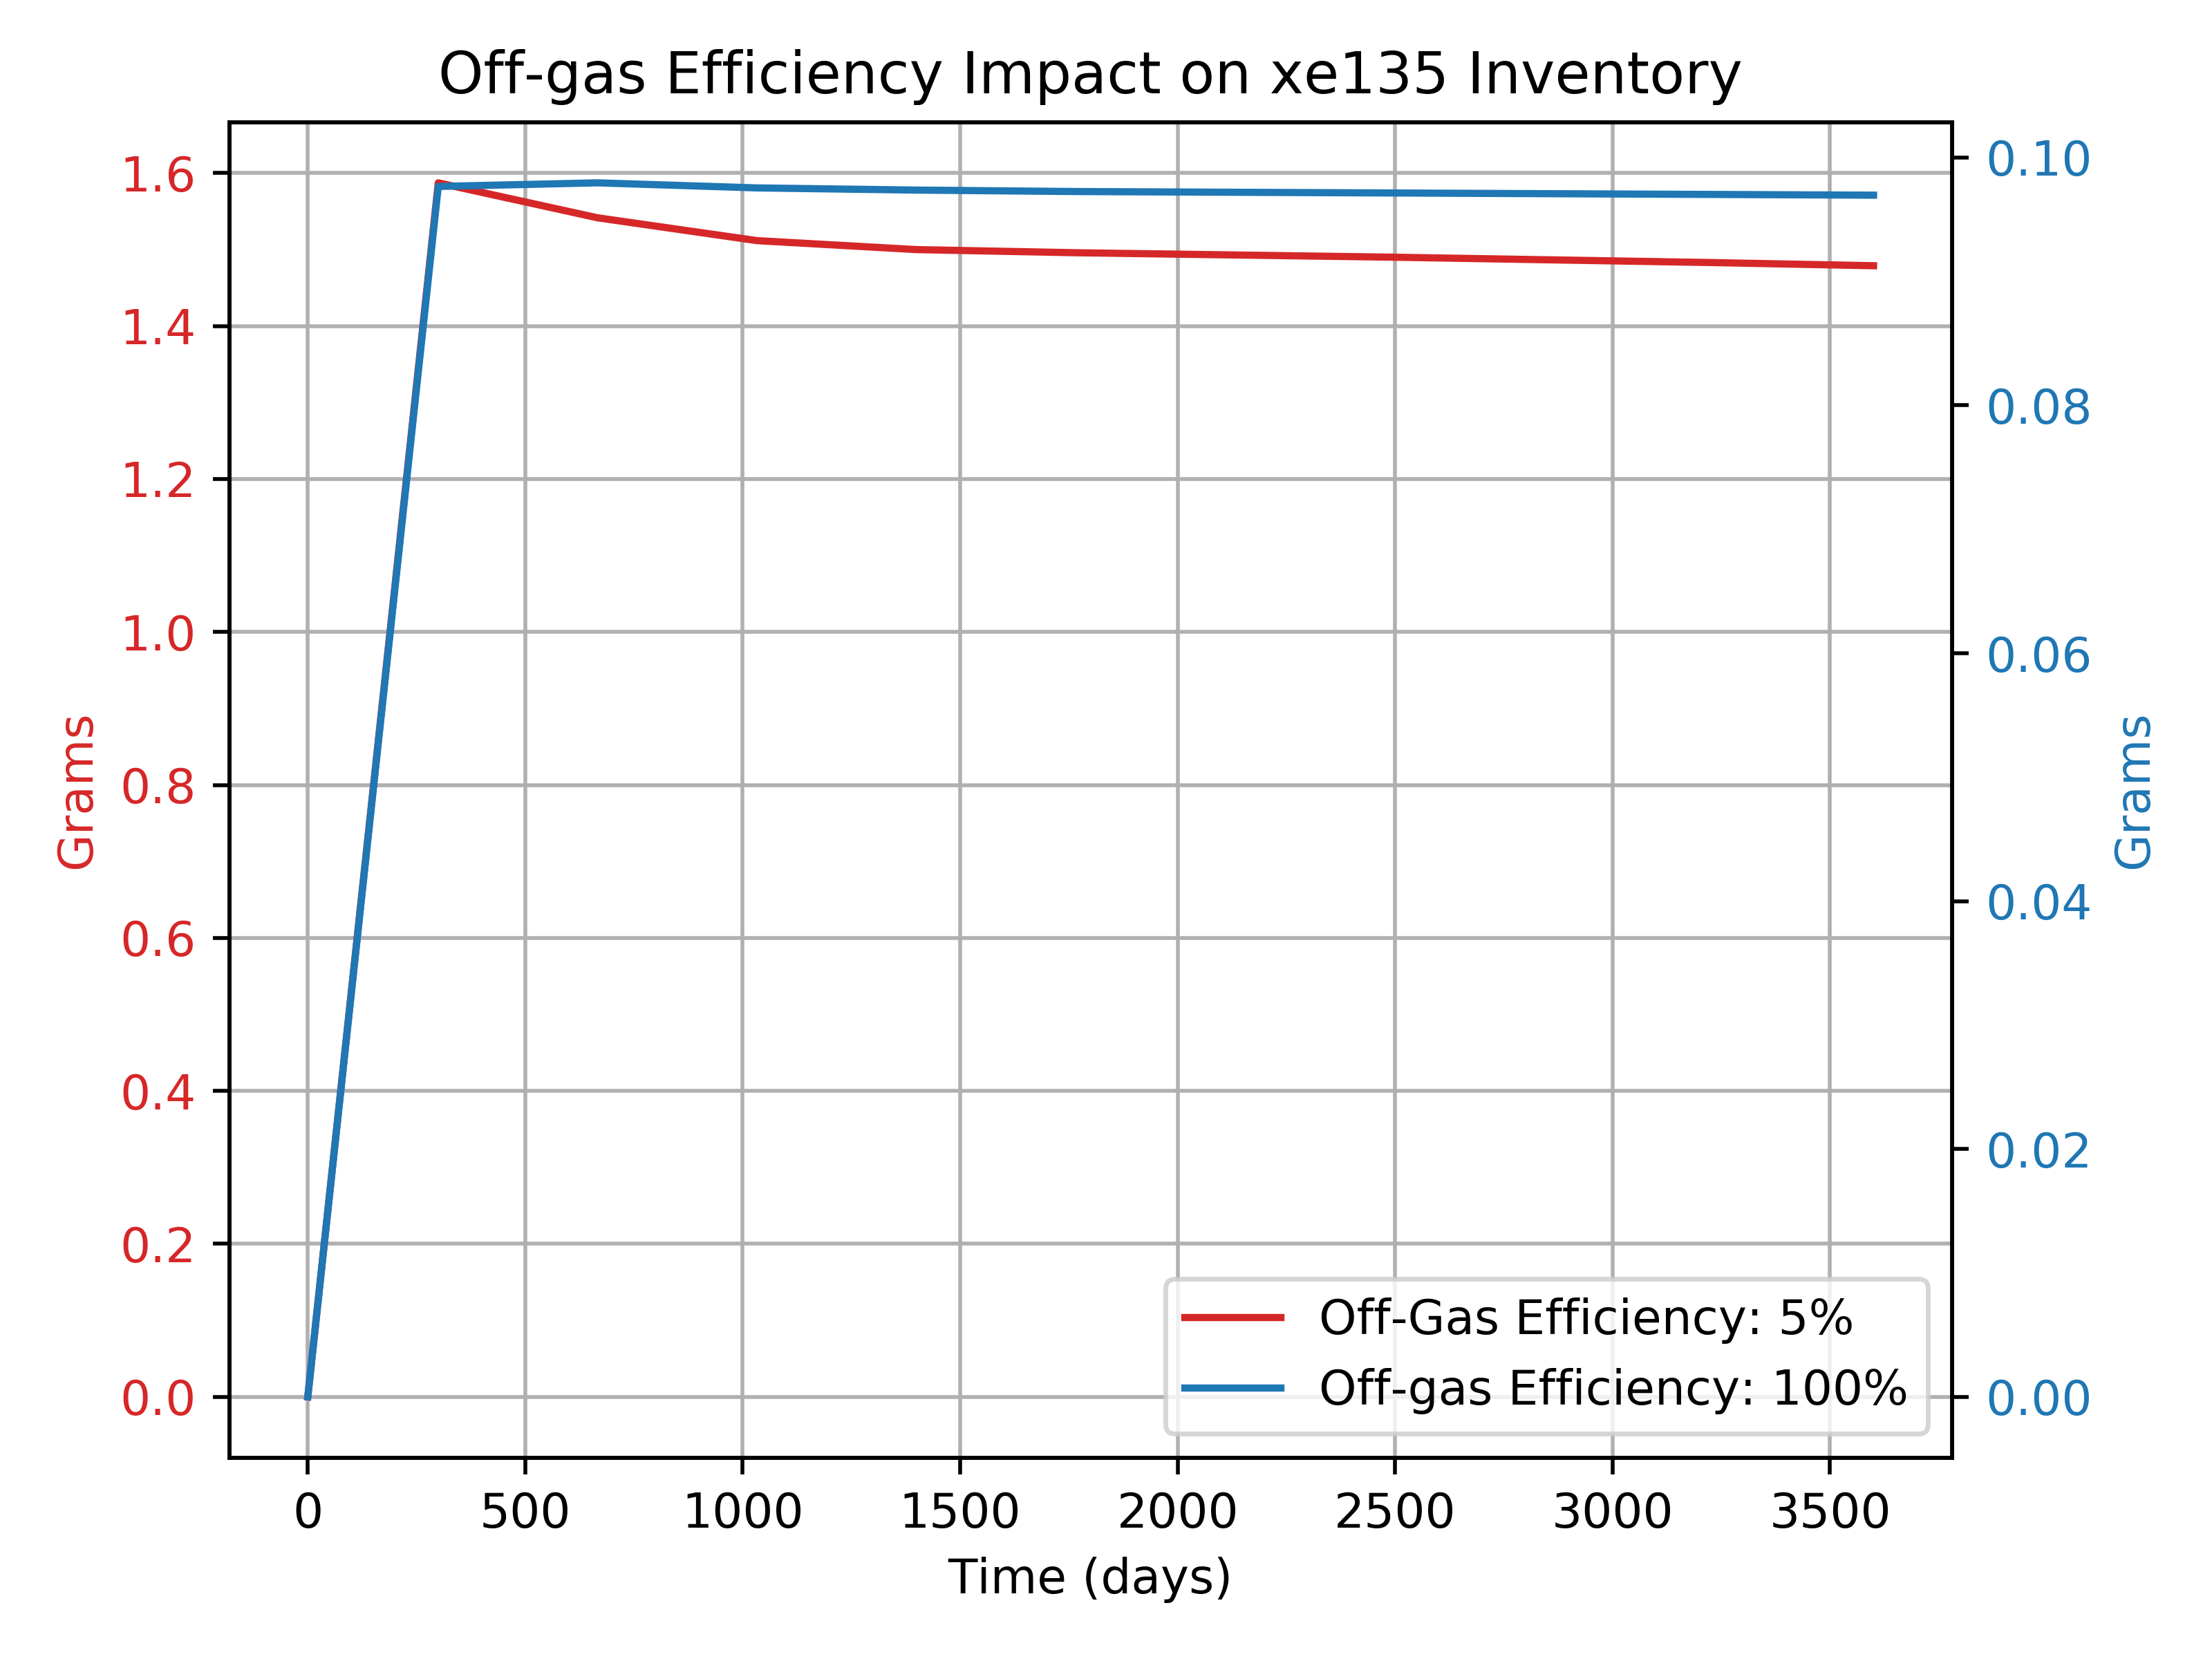 Off-gas Efficiency Impact on xe135 Inventory
1.6
1.4
1.2
1.0
0.8
0.6
0.4
0.2
0.0
Grams
0.10
0.08
0.06
0.04
0.02
0.00
Grams
Off-Gas Efficiency: 5%
Off-gas Efficiency: 100%
0 500 1000 1500 2000 2500 3000 3500
Time (days)